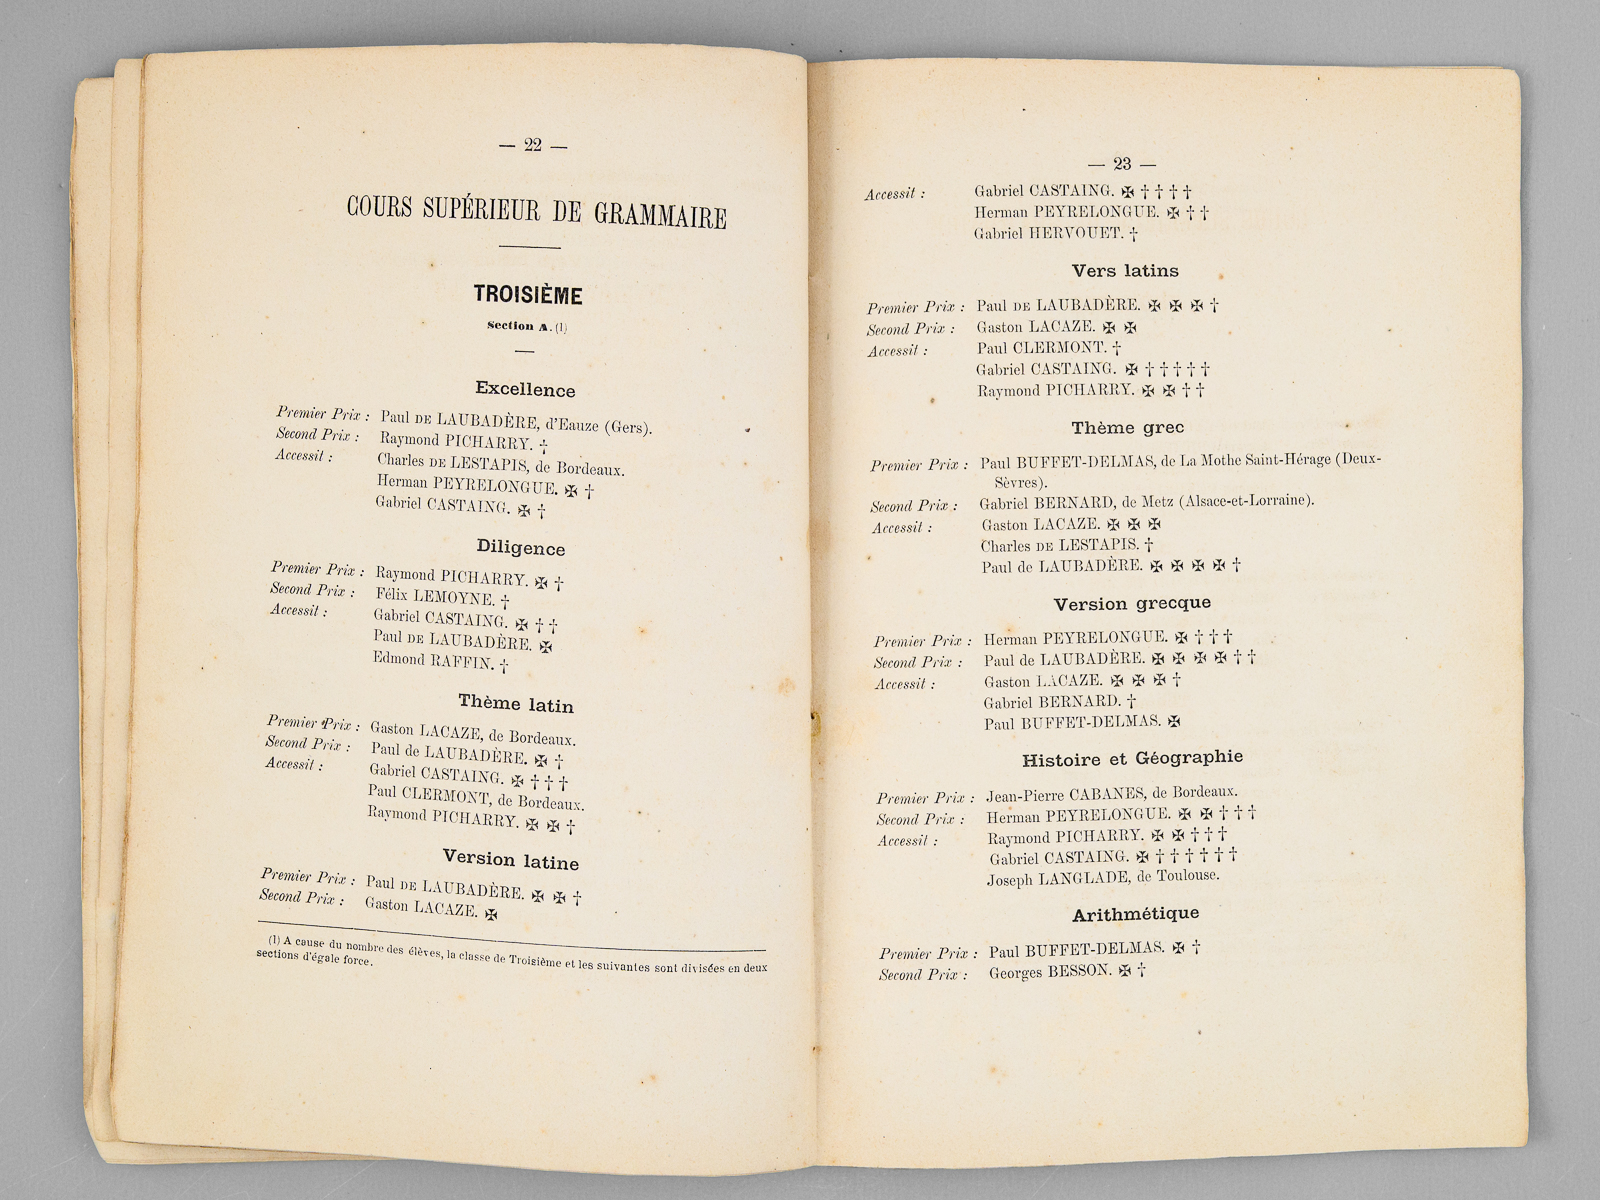 — 22 —
COURS SUPÉRIEUR DE GRAMMAIRE
TROISIÈME
Section A. (1)
Excellence
Premier Prix : Paul DE LAUBADÈRE, d'Eauze (Gers).
Second Prix : Raymond PICHARRY. †
Accessit : Charles DE LESTAPIS, de Bordeaux.
Herman PEYRELONGUE. ✠ †
Gabriel CASTAING. ✠ †
Diligence
Premier Prix : Raymond PICHARRY. ✠ †
Second Prix : Félix LEMOYNE. †
Accessit : Gabriel CASTAING. ✠ † †
Paul DE LAUBADÈRE. ✠
Edmond RAFFIN. †
Thème latin
Premier Prix : Gaston LACAZE, de Bordeaux.
Second Prix : Paul de LAUBADÈRE. ✠ †
Accessit : Gabriel CASTAING. ✠ † † †
Paul CLERMONT, de Bordeaux.
Raymond PICHARRY. ✠ ✠ †
Version latine
Premier Prix : Paul DE LAUBADÈRE. ✠ ✠ †
Second Prix : Gaston LACAZE. ✠
(1) A cause du nombre des élèves, la classe de Troisième et les suivantes sont divisées en deux
sections d'égale force.
— 23 —
Accessit : Gabriel CASTAING. ✠ † † † †
Herman PEYRELONGUE. ✠ † †
Gabriel HERVOUET. †
Vers latins
Premier Prix : Paul DE LAUBADÈRE. ✠ ✠ ✠ †
Second Prix : Gaston LACAZE. ✠ ✠
Accessit : Paul CLERMONT. †
Gabriel CASTAING. ✠ † † † † †
Raymond PICHARRY. ✠ ✠ † †
Thème grec
Premier Prix : Paul BUFFET-DELMAS, de La Mothe Saint-Hérage (Deux-
Sèvres).
Second Prix : Gabriel BERNARD, de Metz (Alsace-et-Lorraine).
Accessit : Gaston LACAZE. ✠ ✠ ✠
Charles DE LESTAPIS. †
Paul de LAUBADÈRE. ✠ ✠ ✠ ✠ †
Version grecque
Premier Prix : Herman PEYRELONGUE. ✠ † † †
Second Prix : Paul de LAUBADÈRE. ✠ ✠ ✠ ✠ † †
Accessit : Gaston LACAZE. ✠ ✠ ✠ †
Gabriel BERNARD. †
Paul BUFFET-DELMAS. ✠
Histoire et Géographie
Premier Prix : Jean-Pierre CABANES, de Bordeaux.
Second Prix : Herman PEYRELONGUE. ✠ ✠ † † †
Accessit : Raymond PICHARRY. ✠ ✠ † † †
Gabriel CASTAING. ✠ † † † † † †
Joseph LANGLADE, de Toulouse.
Arithmétique
Premier Prix : Paul BUFFET-DELMAS. ✠ †
Second Prix : Georges BESSON. ✠ †